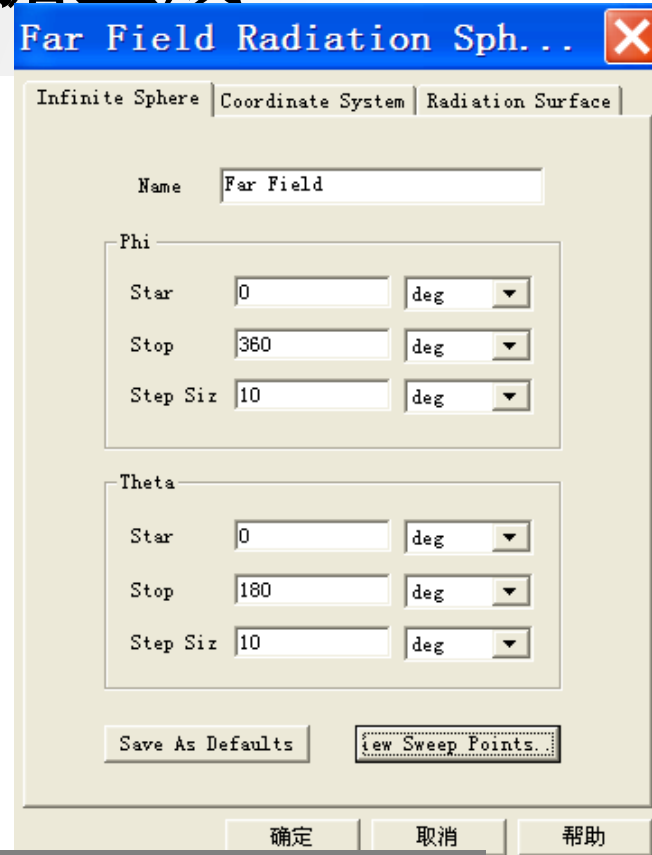 Far Field Radiation Sph...
Infinite Sphere Coordinate System Radiation Surface
Name Far Field
Phi
Star 0 deg
Stop 360 deg
Step Siz 10 deg
Theta
Star 0 deg
Stop 180 deg
Step Siz 10 deg
Save As Defaults iew Sweep Points..
确定 取消 帮助